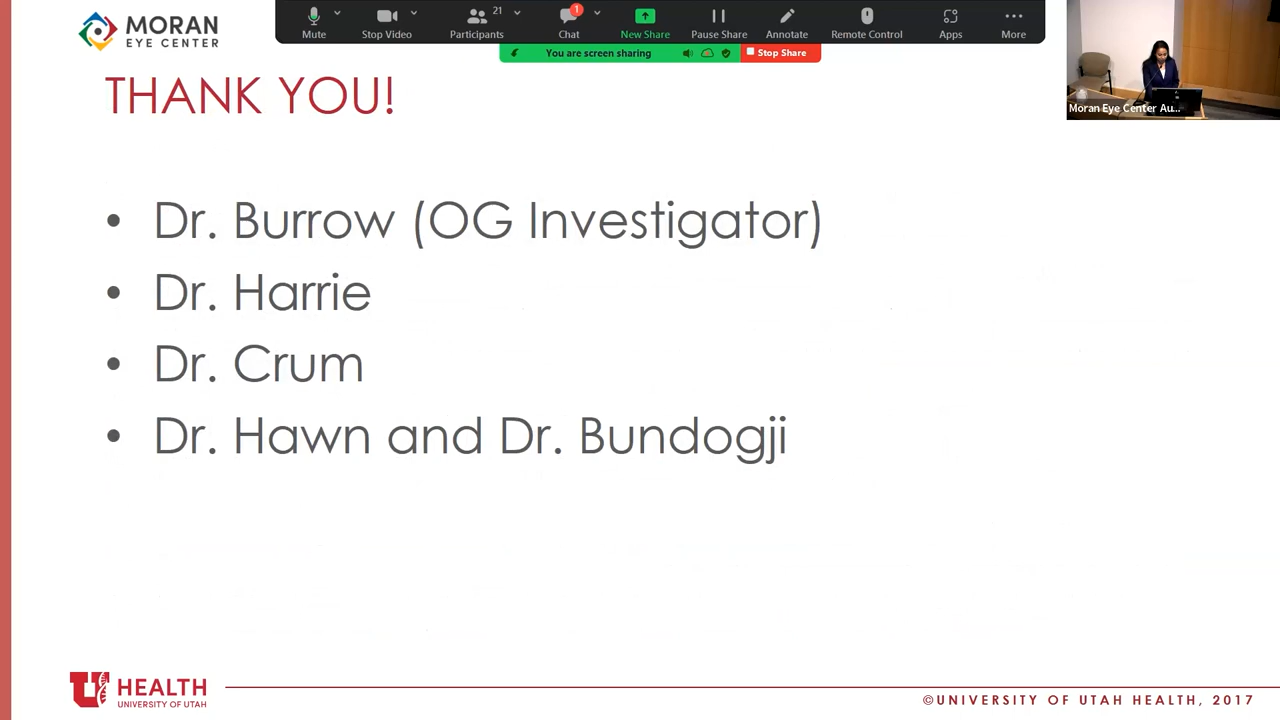 MORAN
EYE CENTER
Mute
Stop Video
21
Participants
1
Chat
New Share
Pause Share
Annotate
Remote Control
Apps
More
You are screen sharing
Stop Share
Moran Eye Center Au...
THANK YOU!
• Dr. Burrow (OG Investigator)
• Dr. Harrie
• Dr. Crum
• Dr. Hawn and Dr. Bundogji
U HEALTH
UNIVERSITY OF UTAH
©UNIVERSITY OF UTAH HEALTH, 2017